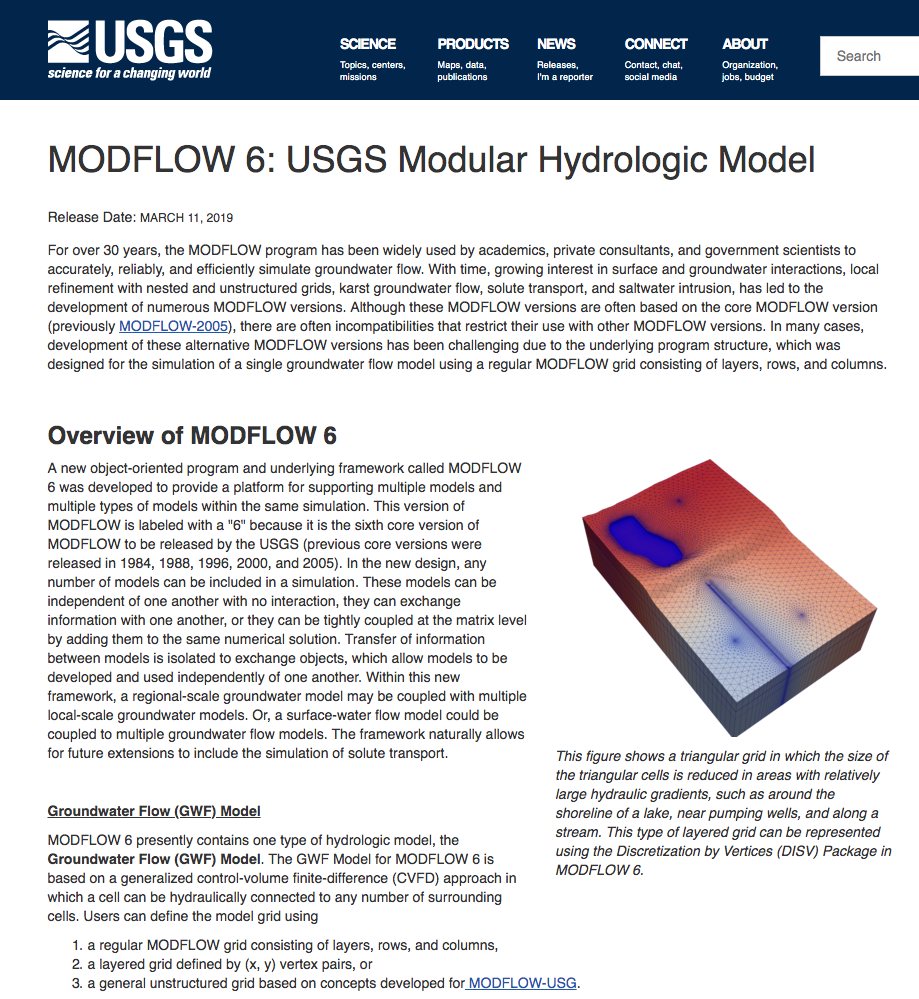 USGS
science for a changing world
SCIENCE
Topics, centers,
missions
PRODUCTS
Maps, data,
publications
NEWS
Releases,
I'm a reporter
CONNECT
Contact, chat,
social media
ABOUT
Organization,
jobs, budget
Search
MODFLOW 6: USGS Modular Hydrologic Model
Release Date: MARCH 11, 2019
For over 30 years, the MODFLOW program has been widely used by academics, private consultants, and government scientists to
accurately, reliably, and efficiently simulate groundwater flow. With time, growing interest in surface and groundwater interactions, local
refinement with nested and unstructured grids, karst groundwater flow, solute transport, and saltwater intrusion, has led to the
development of numerous MODFLOW versions. Although these MODFLOW versions are often based on the core MODFLOW version
(previously MODFLOW-2005), there are often incompatibilities that restrict their use with other MODFLOW versions. In many cases,
development of these alternative MODFLOW versions has been challenging due to the underlying program structure, which was
designed for the simulation of a single groundwater flow model using a regular MODFLOW grid consisting of layers, rows, and columns.
Overview of MODFLOW 6
A new object-oriented program and underlying framework called MODFLOW
6 was developed to provide a platform for supporting multiple models and
multiple types of models within the same simulation. This version of
MODFLOW is labeled with a "6" because it is the sixth core version of
MODFLOW to be released by the USGS (previous core versions were
released in 1984, 1988, 1996, 2000, and 2005). In the new design, any
number of models can be included in a simulation. These models can be
independent of one another with no interaction, they can exchange
information with one another, or they can be tightly coupled at the matrix level
by adding them to the same numerical solution. Transfer of information
between models is isolated to exchange objects, which allow models to be
developed and used independently of one another. Within this new
framework, a regional-scale groundwater model may be coupled with multiple
local-scale groundwater models. Or, a surface-water flow model could be
coupled to multiple groundwater flow models. The framework naturally allows
for future extensions to include the simulation of solute transport.
This figure shows a triangular grid in which the size of
the triangular cells is reduced in areas with relatively
large hydraulic gradients, such as around the
shoreline of a lake, near pumping wells, and along a
stream. This type of layered grid can be represented
using the Discretization by Vertices (DISV) Package in
MODFLOW 6.
Groundwater Flow (GWF) Model
MODFLOW 6 presently contains one type of hydrologic model, the
Groundwater Flow (GWF) Model. The GWF Model for MODFLOW 6 is
based on a generalized control-volume finite-difference (CVFD) approach in
which a cell can be hydraulically connected to any number of surrounding
cells. Users can define the model grid using
1. a regular MODFLOW grid consisting of layers, rows, and columns,
2. a layered grid defined by (x, y) vertex pairs, or
3. a general unstructured grid based on concepts developed for MODFLOW-USG.